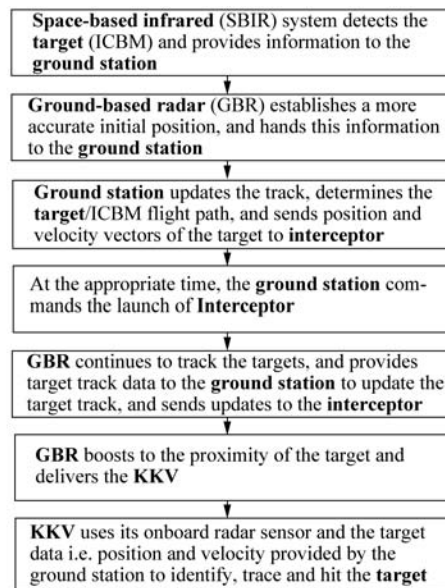 Space-based infrared (SBIR) system detects the
target (ICBM) and provides information to the
ground station
Ground-based radar (GBR) establishes a more
accurate initial position, and hands this information
to the ground station
Ground station updates the track, determines the
target/ICBM flight path, and sends position and
velocity vectors of the target to interceptor
At the appropriate time, the ground station com-
mands the launch of Interceptor
GBR continues to track the targets, and provides
target track data to the ground station to update the
target track, and sends updates to the interceptor
GBR boosts to the proximity of the target and
delivers the KKV
KKV uses its onboard radar sensor and the target
data i.e. position and velocity provided by the
ground station to identify, trace and hit the target